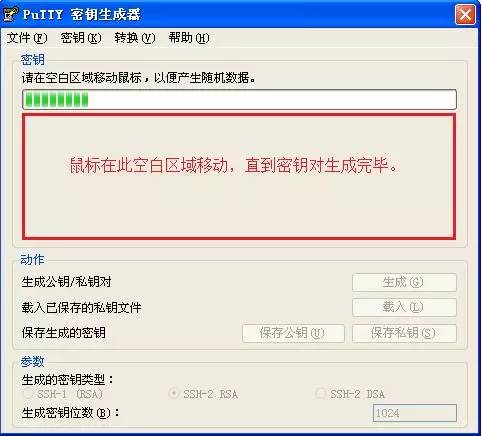 PuTTY 密钥生成器
文件(F) 密钥(K) 转换(V) 帮助(H)
密钥
请在空白区域移动鼠标，以便产生随机数据。
鼠标在此空白区域移动，直到密钥对生成完毕。
动作
生成公钥/私钥对 生成(G)
载入已保存的私钥文件 载入(L)
保存生成的密钥 保存公钥(U) 保存私钥(S)
参数
生成的密钥类型：
SSH-1 (RSA) SSH-2 RSA SSH-2 DSA
生成密钥位数(B)： 1024